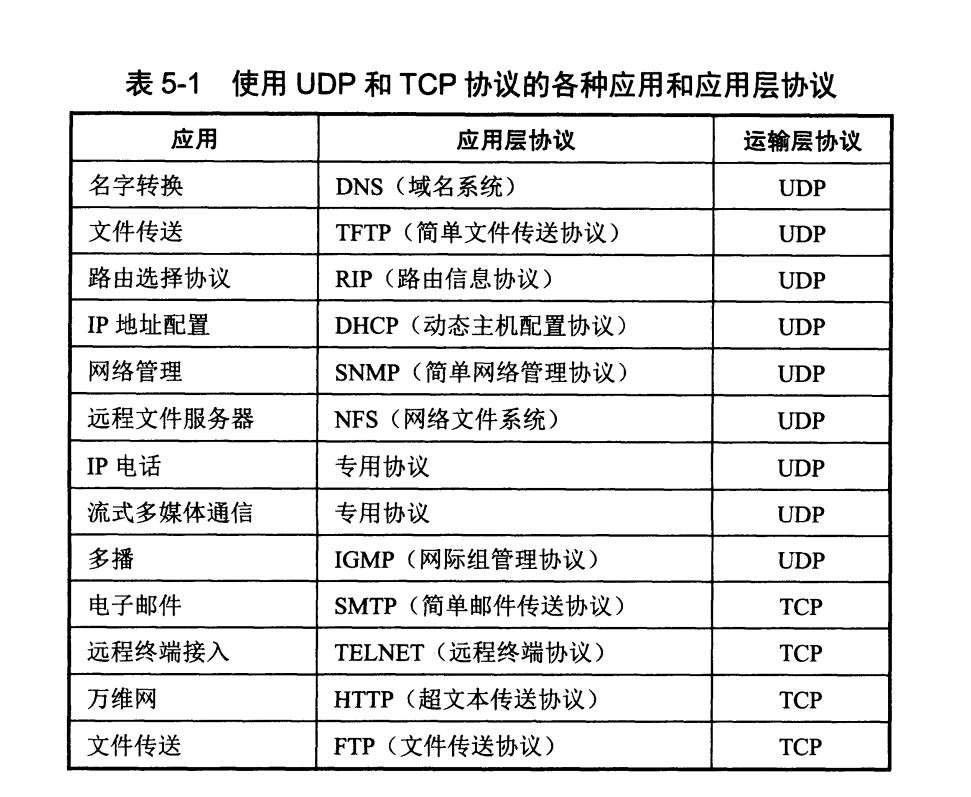 表 5-1 使用 UDP 和 TCP 协议的各种应用和应用层协议
应用 应用层协议 运输层协议
名字转换 DNS（域名系统） UDP
文件传送 TFTP（简单文件传送协议） UDP
路由选择协议 RIP（路由信息协议） UDP
IP 地址配置 DHCP（动态主机配置协议） UDP
网络管理 SNMP（简单网络管理协议） UDP
远程文件服务器 NFS（网络文件系统） UDP
IP 电话 专用协议 UDP
流式多媒体通信 专用协议 UDP
多播 IGMP（网际组管理协议） UDP
电子邮件 SMTP（简单邮件传送协议） TCP
远程终端接入 TELNET（远程终端协议） TCP
万维网 HTTP（超文本传送协议） TCP
文件传送 FTP（文件传送协议） TCP